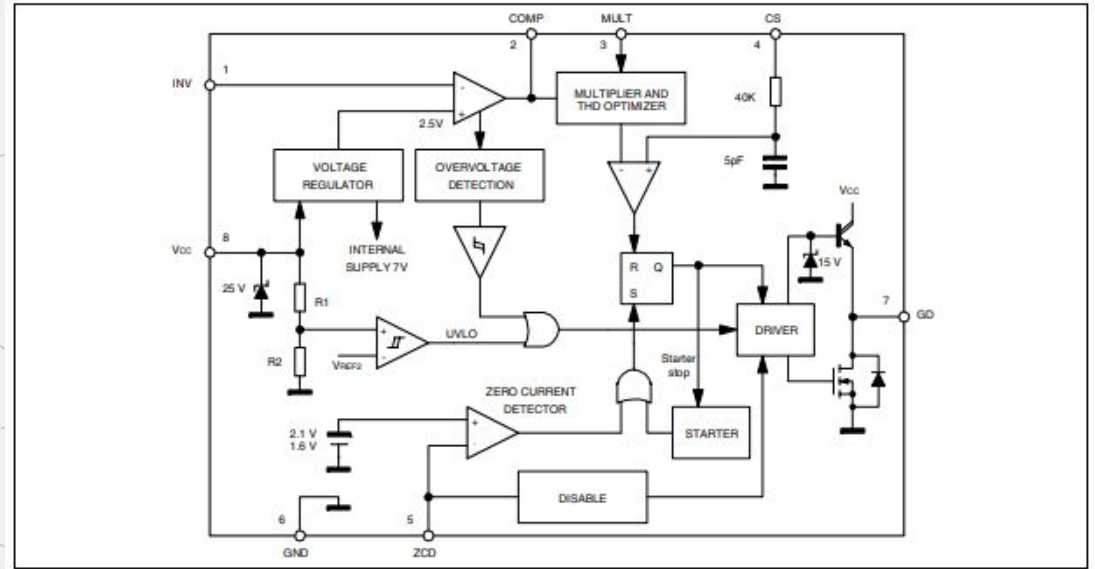 COMP
MULT
CS
2
3
4
INV
1
-
+
2.5V
MULTIPLIER AND
THD OPTIMIZER
40K
5pF
VOLTAGE
REGULATOR
OVERVOLTAGE
DETECTION
- +
Vcc
Vcc
8
INTERNAL
SUPPLY 7V
25 V
R1
R Q
S
15 V
7
GD
DRIVER
R2
+
-
VREF2
UVLO
Starter
stop
ZERO CURRENT
DETECTOR
2.1 V
1.6 V
+
-
STARTER
DISABLE
6
5
GND
ZCD